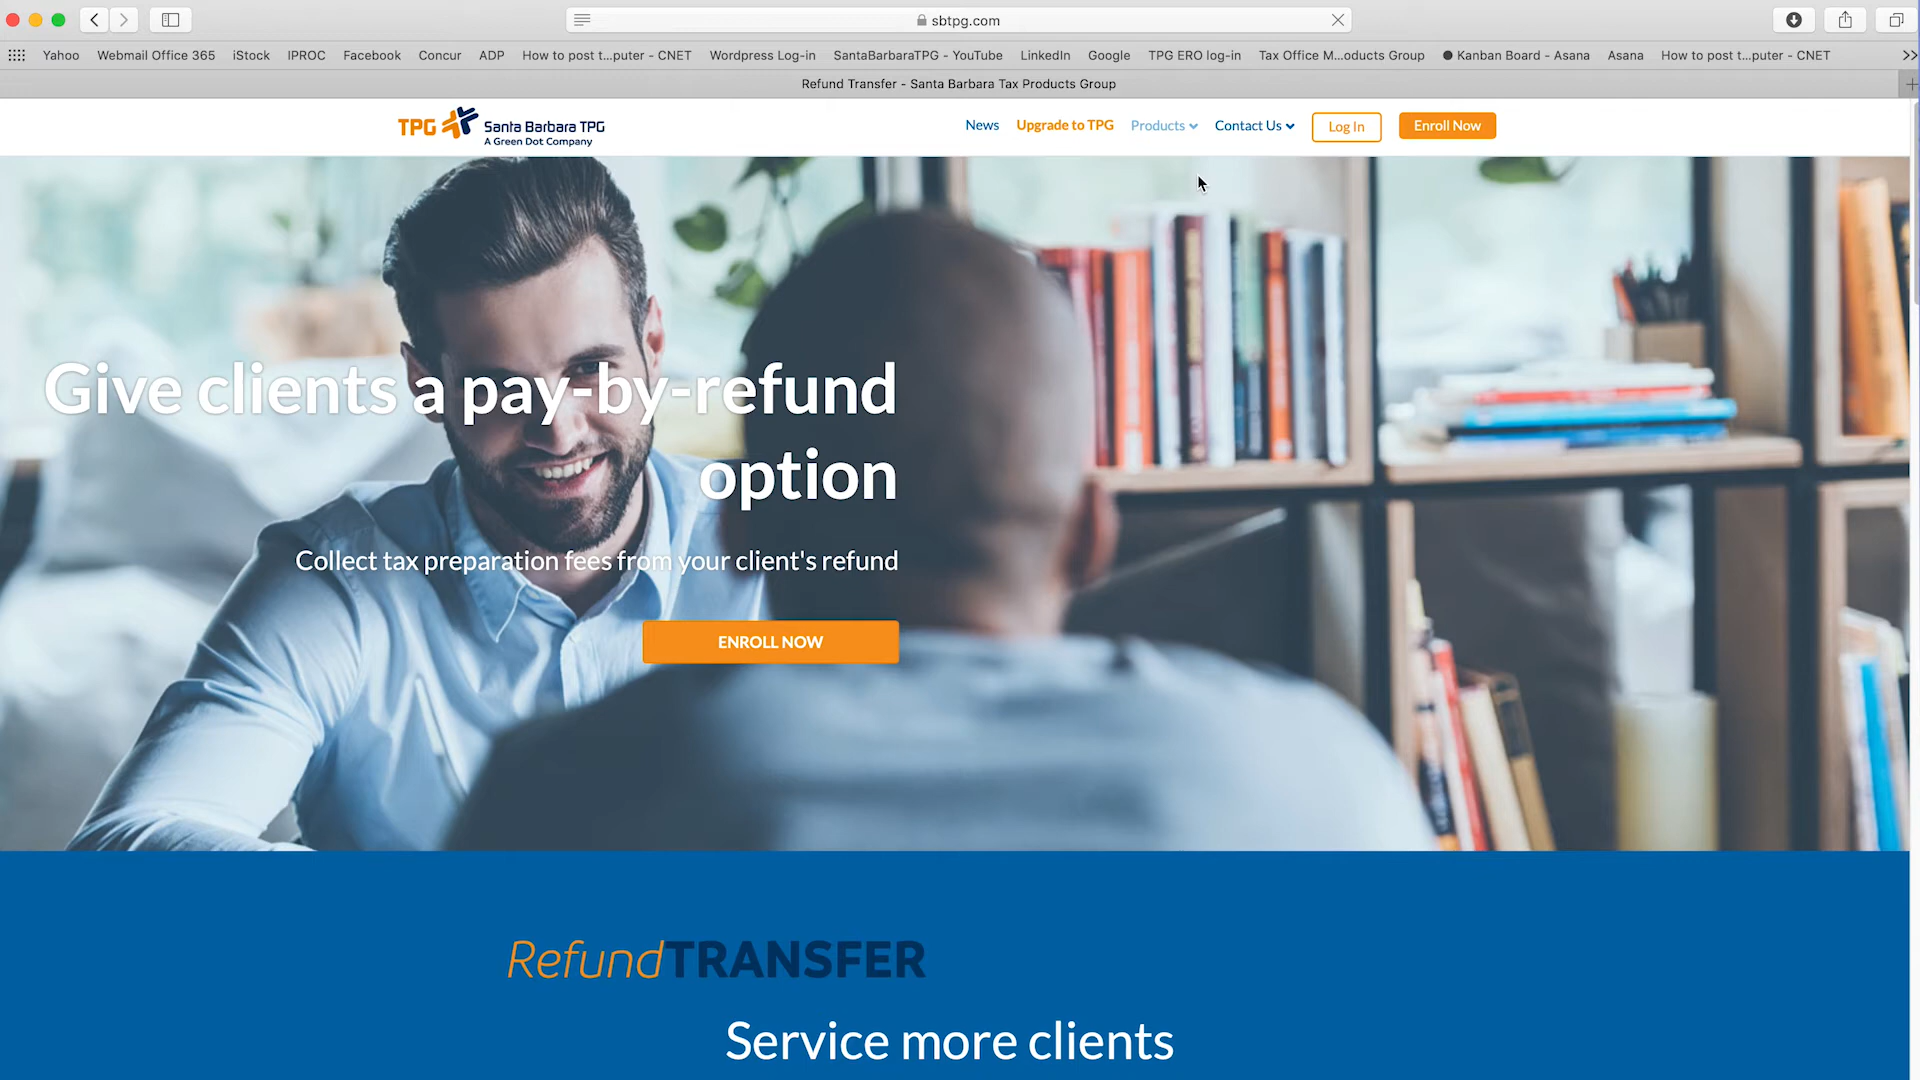 sbtpg.com
Yahoo Webmail Office 365 iStock IPROC Facebook Concur ADP How to post t...puter - CNET Wordpress Log-in SantaBarbaraTPG - YouTube LinkedIn Google TPG ERO log-in Tax Office M...oducts Group Kanban Board - Asana Asana How to post t...puter - CNET
Refund Transfer - Santa Barbara Tax Products Group
TPG Santa Barbara TPG
A Green Dot Company
News Upgrade to TPG Products Contact Us Log In Enroll Now
Give clients a pay-by-refund
option
Collect tax preparation fees from your client's refund
ENROLL NOW
RefundTRANSFER
Service more clients